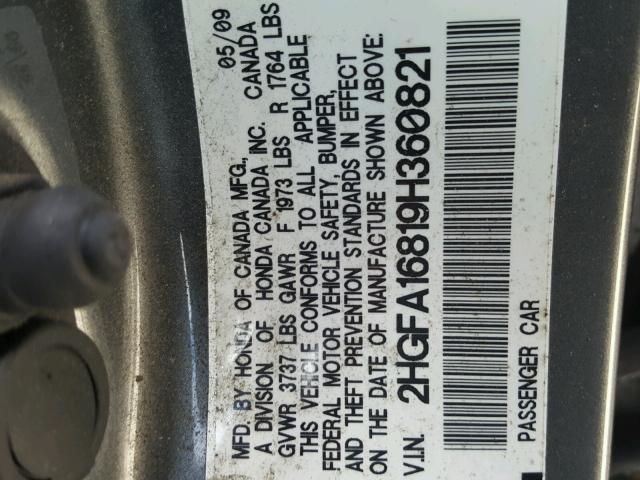 MFD. BY HONDA OF CANADA MFG., 05/09
A DIVISION OF HONDA CANADA INC. CANADA
GVWR 3737 LBS GAWR F 1973 LBS R 1764 LBS
THIS VEHICLE CONFORMS TO ALL APPLICABLE
FEDERAL MOTOR VEHICLE SAFETY, BUMPER,
AND THEFT PREVENTION STANDARDS IN EFFECT
ON THE DATE OF MANUFACTURE SHOWN ABOVE.
V.I.N. 2HGFA16819H360821
PASSENGER CAR